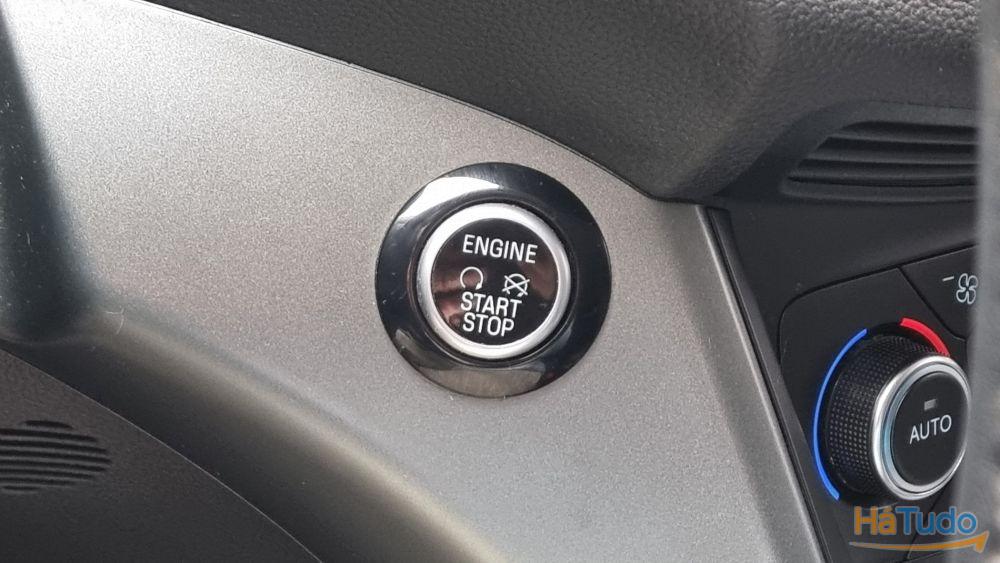 ENGINE
START
STOP
AUTO
HáTudo